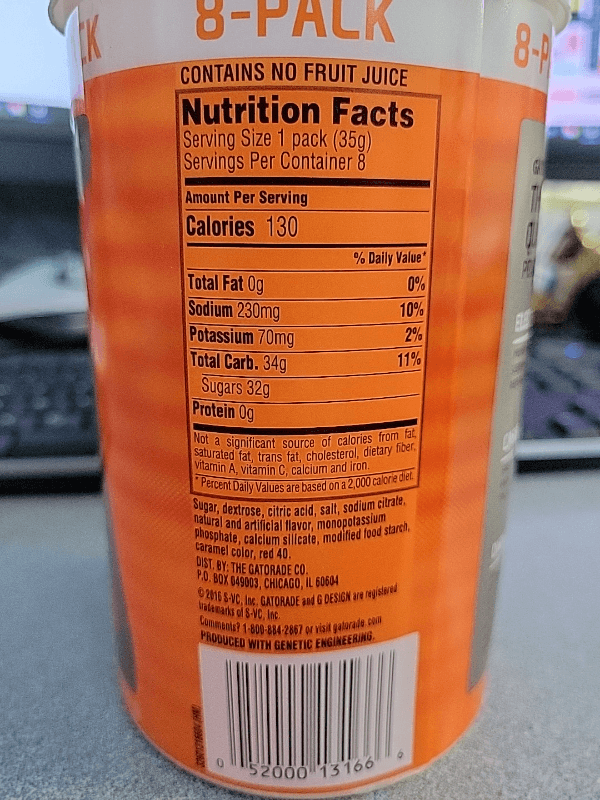 8-PACK
CK
8-P
CONTAINS NO FRUIT JUICE
Nutrition Facts
Serving Size 1 pack (35g)
Servings Per Container 8
Amount Per Serving
Calories 130
% Daily Value*
Total Fat 0g 0%
Sodium 230mg 10%
Potassium 70mg 2%
Total Carb. 34g 11%
Sugars 32g
Protein 0g
Not a significant source of calories from fat,
saturated fat, trans fat, cholesterol, dietary fiber,
vitamin A, vitamin C, calcium and iron.
* Percent Daily Values are based on a 2,000 calorie diet.
Sugar, dextrose, citric acid, salt, sodium citrate,
natural and artificial flavor, monopotassium
phosphate, calcium silicate, modified food starch,
caramel color, red 40.
DIST. BY: THE GATORADE CO.
P.O. BOX 049003, CHICAGO, IL 60604
© 2016 S-VC, Inc. GATORADE and G DESIGN are registered
trademarks of S-VC, Inc.
Comments? 1-800-884-2867 or visit gatorade.com
PRODUCED WITH GENETIC ENGINEERING.
0 52000 13166 6